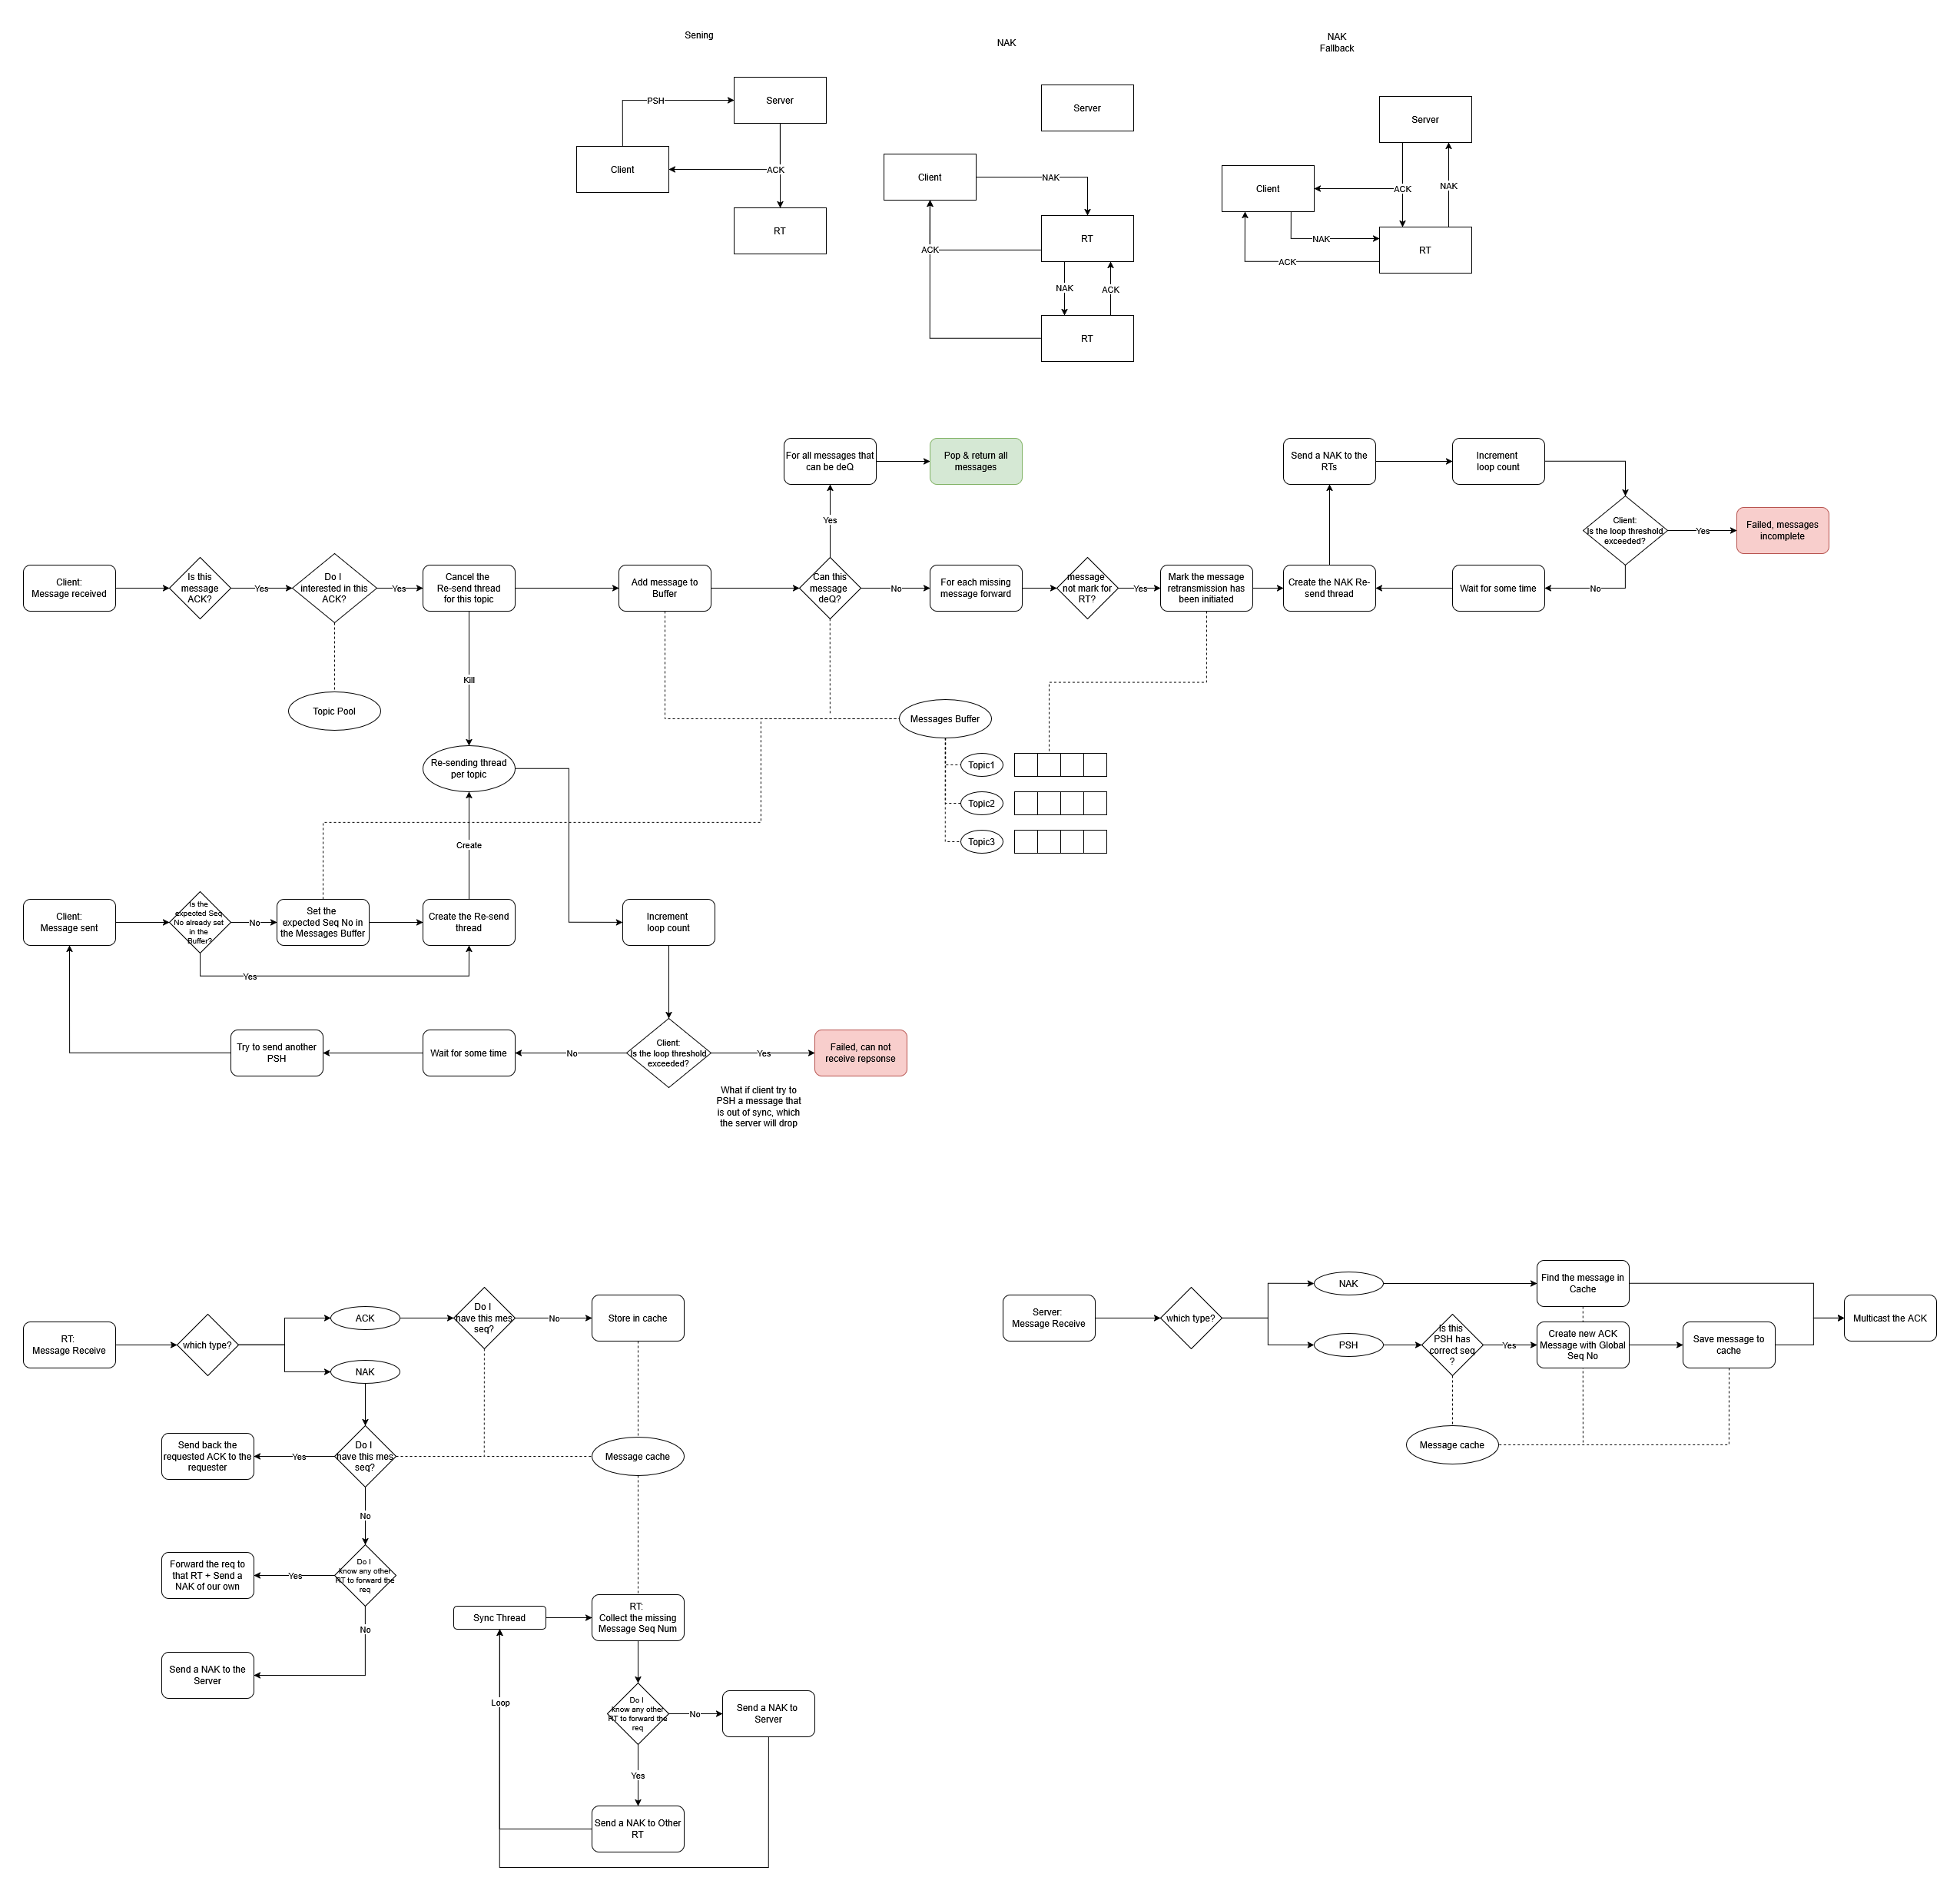 Sening
NAK
NAK
Fallback
PSH
Server
Client
ACK
RT
Server
Client
NAK
RT
ACK
NAK
ACK
RT
Server
Client
ACK
NAK
NAK
RT
ACK
For all messages that
can be deQ
Pop & return all
messages
Send a NAK to the
RTs
Increment
loop count
Yes
Client:
Is the loop threshold
exceeded?
Yes
Failed, messages
incomplete
Client:
Message received
Is this
message
ACK?
Yes
Do I
interested in this
ACK?
Yes
Cancel the
Re-send thread
for this topic
Add message to
Buffer
Can this
message
deQ?
No
For each missing
message forward
message
not mark for
RT?
Yes
Mark the message
retransmission has
been initiated
Create the NAK Re-
send thread
Wait for some time
No
Kill
Topic Pool
Messages Buffer
Re-sending thread
per topic
Topic1
Topic2
Topic3
Create
Client:
Message sent
Is the
expected Seq
No already set
in the
Buffer?
No
Set the
expected Seq No in
the Messages Buffer
Create the Re-send
thread
Increment
loop count
Yes
Try to send another
PSH
Wait for some time
No
Client:
Is the loop threshold
exceeded?
Yes
Failed, can not
receive repsonse
What if client try to
PSH a message that
is out of sync, which
the server will drop
RT:
Message Receive
which type?
ACK
Do I
have this mes
seq?
No
Store in cache
NAK
Send back the
requested ACK to the
requester
Yes
Do I
have this mes
seq?
Message cache
No
Forward the req to
that RT + Send a
NAK of our own
Yes
Do I
know any other
RT to forward the
req
No
Send a NAK to the
Server
Sync Thread
RT:
Collect the missing
Message Seq Num
Loop
Do I
know any other
RT to forward the
req
No
Send a NAK to
Server
Yes
Send a NAK to Other
RT
Server:
Message Receive
which type?
NAK
Find the message in
Cache
Multicast the ACK
PSH
Is this
PSH has
correct seq
?
Yes
Create new ACK
Message with Global
Seq No
Save message to
cache
Message cache